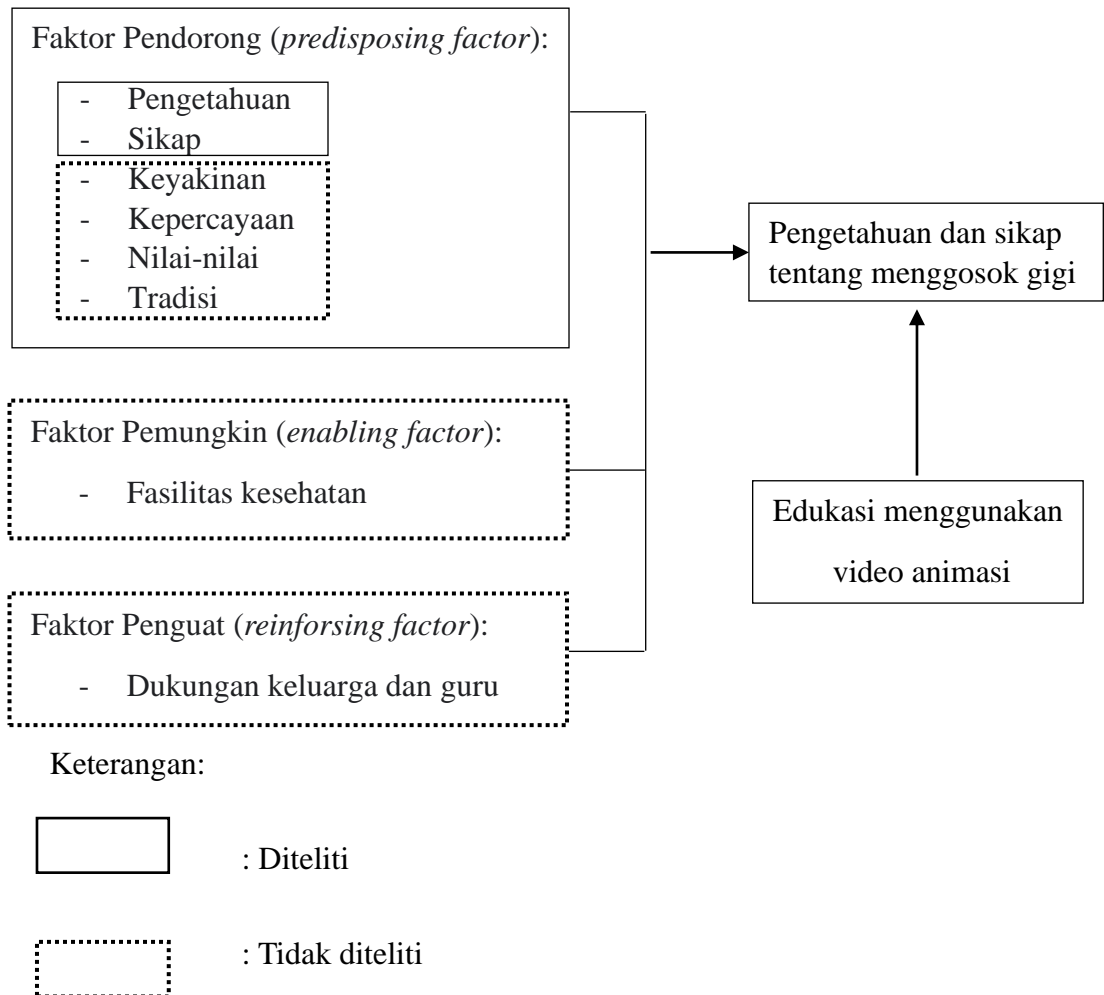 Faktor Pendorong (predisposing factor):
- Pengetahuan
- Sikap
- Keyakinan
- Kepercayaan
- Nilai-nilai
- Tradisi
Faktor Pemungkin (enabling factor):
- Fasilitas kesehatan
Faktor Penguat (reinforsing factor):
- Dukungan keluarga dan guru
Pengetahuan dan sikap
tentang menggosok gigi
Edukasi menggunakan
video animasi
Keterangan:
: Diteliti
: Tidak diteliti